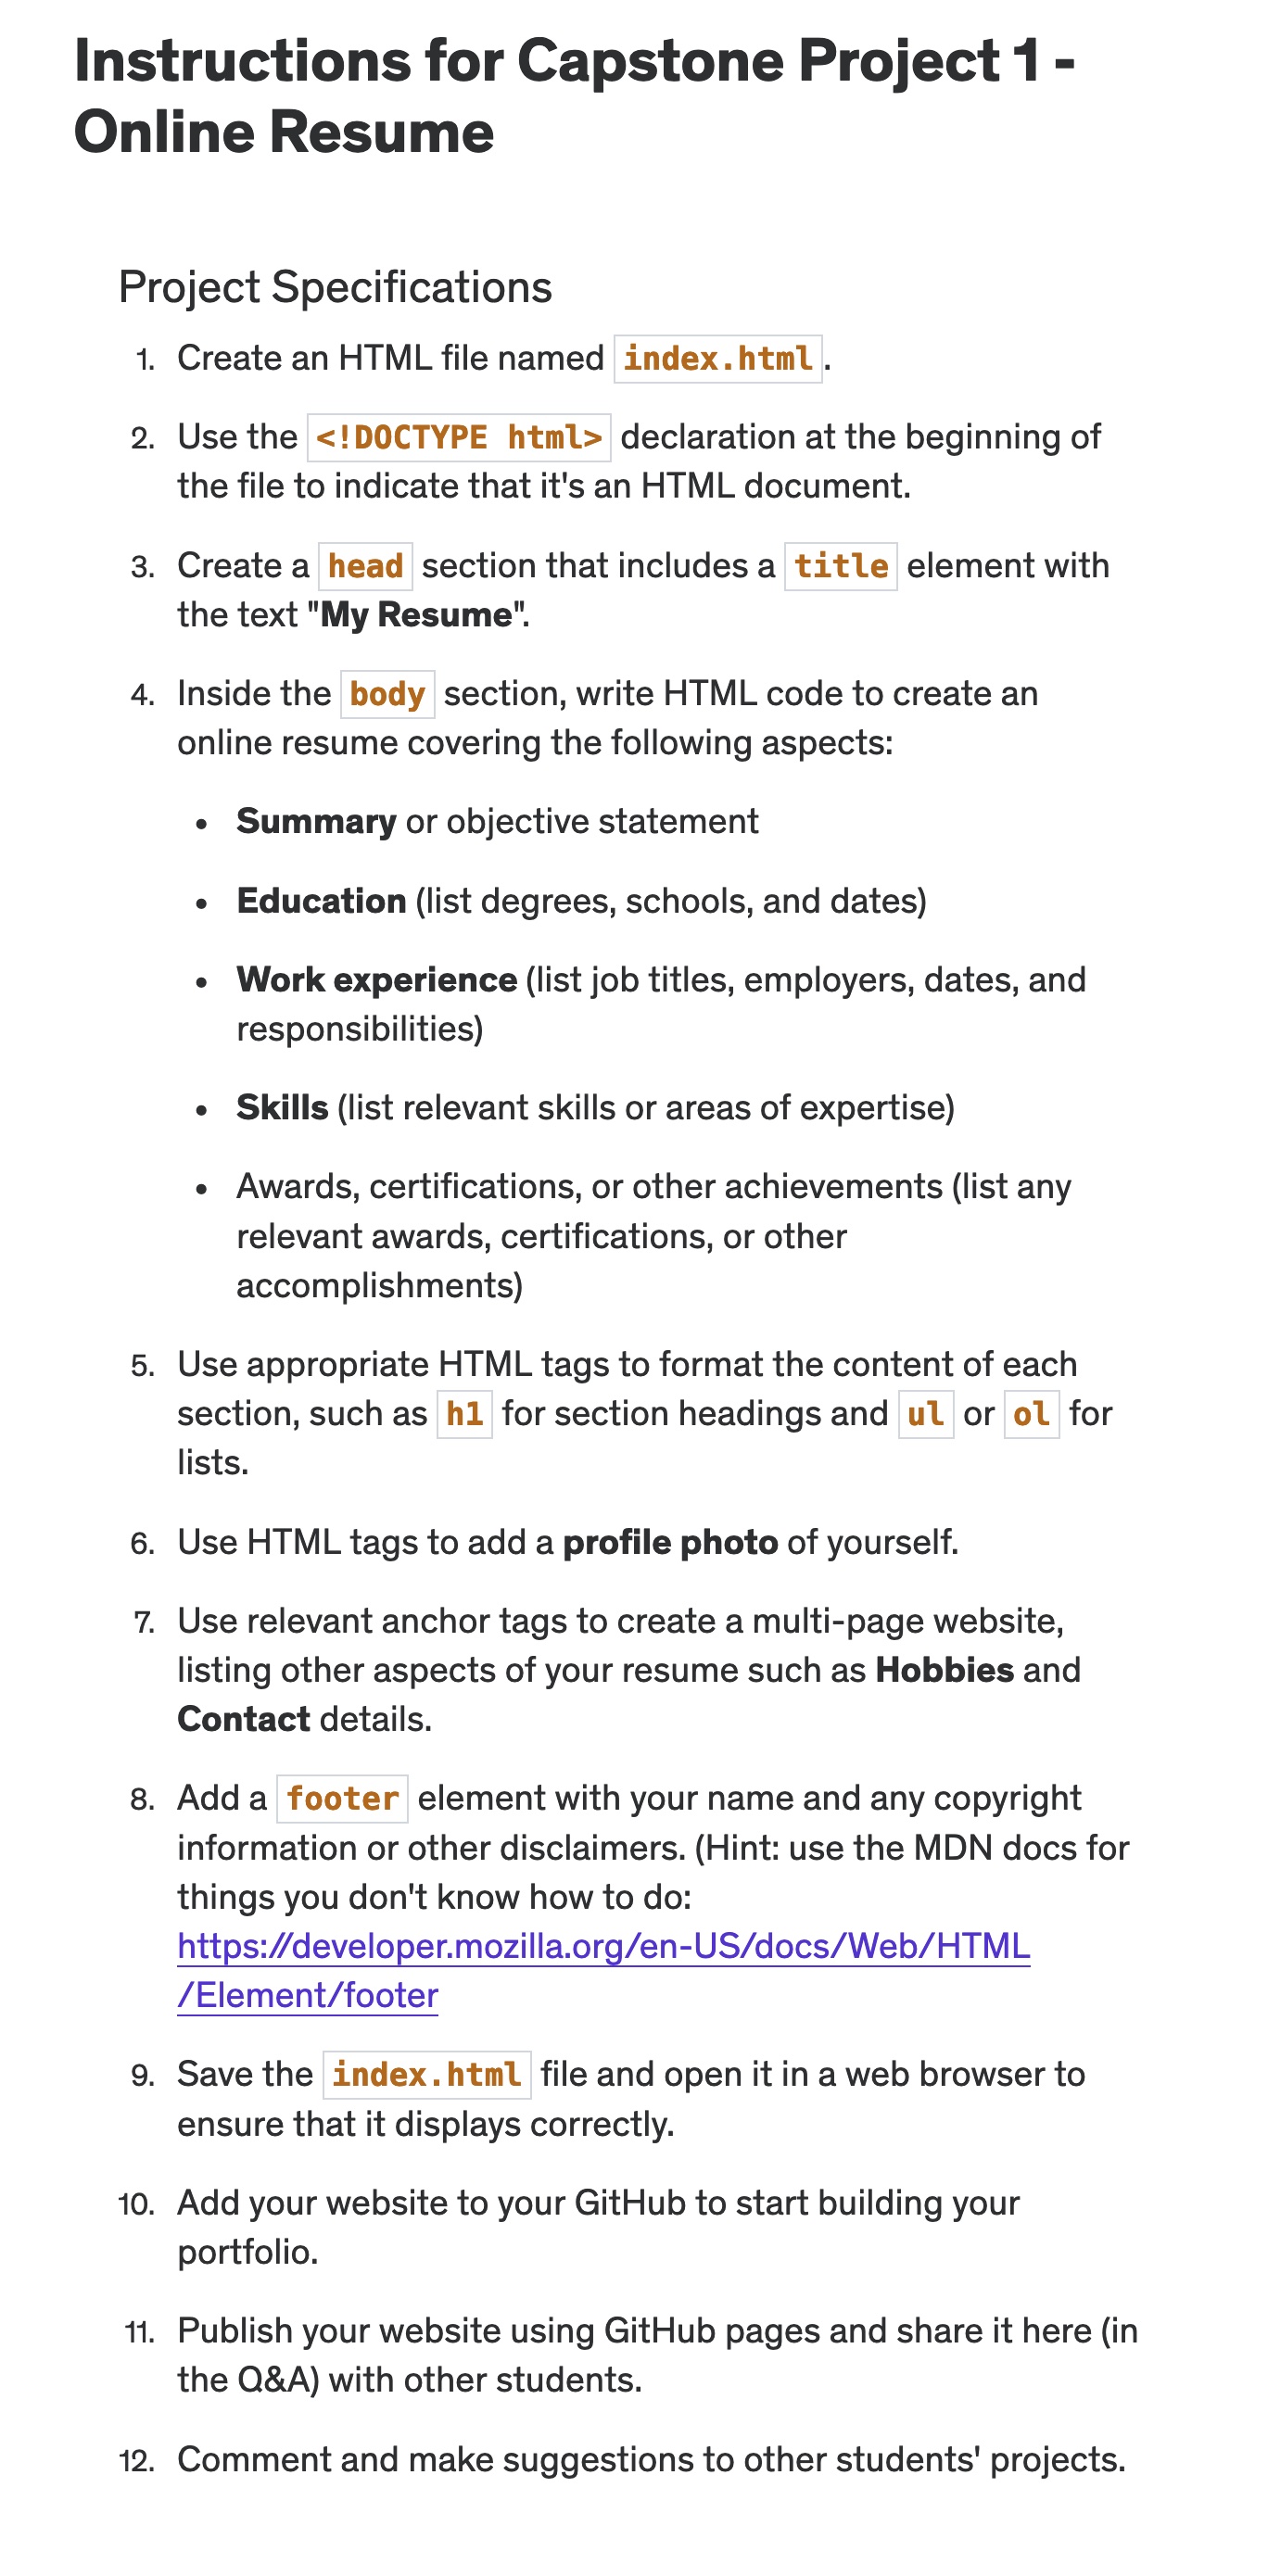 Instructions for Capstone Project 1 -
Online Resume
Project Specifications
1. Create an HTML file named index.html.
2. Use the <!DOCTYPE html> declaration at the beginning of
the file to indicate that it's an HTML document.
3. Create a head section that includes a title element with
the text "My Resume".
4. Inside the body section, write HTML code to create an
online resume covering the following aspects:
• Summary or objective statement
• Education (list degrees, schools, and dates)
• Work experience (list job titles, employers, dates, and
responsibilities)
• Skills (list relevant skills or areas of expertise)
• Awards, certifications, or other achievements (list any
relevant awards, certifications, or other
accomplishments)
5. Use appropriate HTML tags to format the content of each
section, such as h1 for section headings and ul or ol for
lists.
6. Use HTML tags to add a profile photo of yourself.
7. Use relevant anchor tags to create a multi-page website,
listing other aspects of your resume such as Hobbies and
Contact details.
8. Add a footer element with your name and any copyright
information or other disclaimers. (Hint: use the MDN docs for
things you don't know how to do:
https://developer.mozilla.org/en-US/docs/Web/HTML
/Element/footer
9. Save the index.html file and open it in a web browser to
ensure that it displays correctly.
10. Add your website to your GitHub to start building your
portfolio.
11. Publish your website using GitHub pages and share it here (in
the Q&A) with other students.
12. Comment and make suggestions to other students' projects.